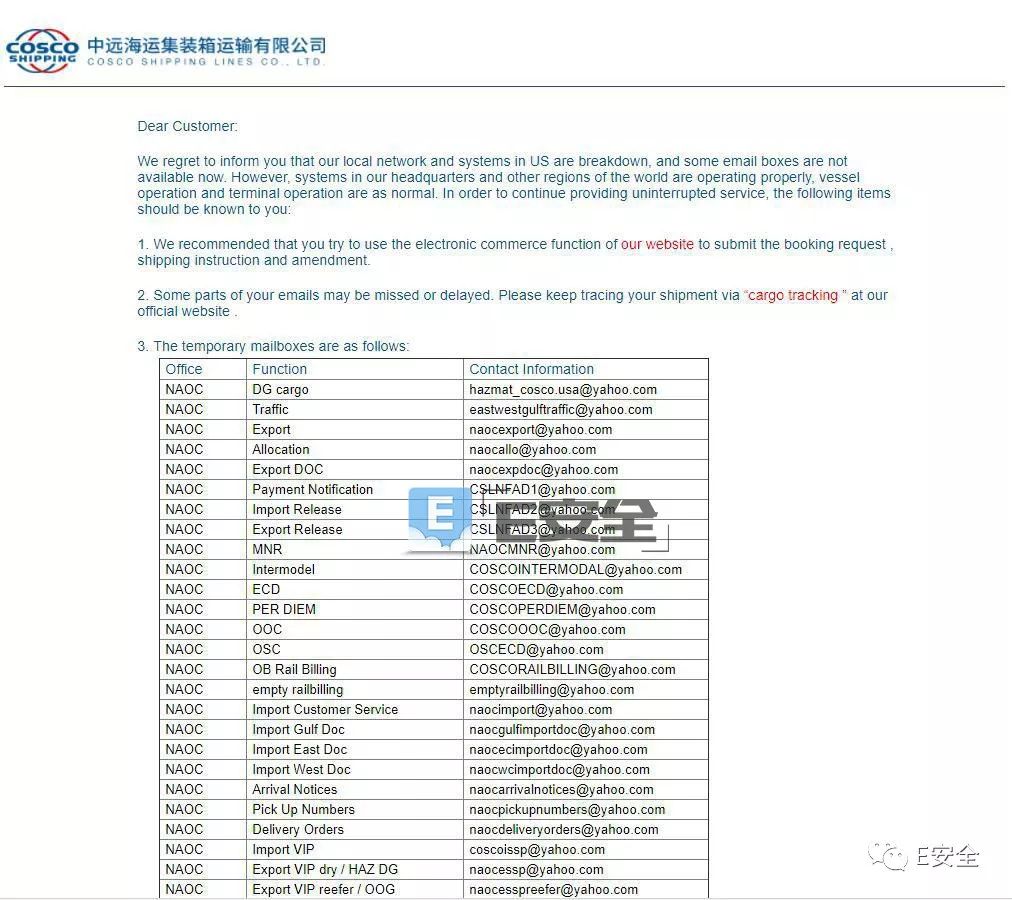 COSCO
SHIPPING
中远海运集装箱运输有限公司
COSCO SHIPPING LINES CO., LTD.
Dear Customer:
We regret to inform you that our local network and systems in US are breakdown, and some email boxes are not
available now. However, systems in our headquarters and other regions of the world are operating properly, vessel
operation and terminal operation are as normal. In order to continue providing uninterrupted service, the following items
should be known to you:
1. We recommended that you try to use the electronic commerce function of our website to submit the booking request ,
shipping instruction and amendment.
2. Some parts of your emails may be missed or delayed. Please keep tracing your shipment via “cargo tracking ” at our
official website .
3. The temporary mailboxes are as follows:
Office Function Contact Information
NAOC DG cargo hazmat_cosco.usa@yahoo.com
NAOC Traffic eastwestgulftraffic@yahoo.com
NAOC Export naocexport@yahoo.com
NAOC Allocation naocallo@yahoo.com
NAOC Export DOC naocexpdoc@yahoo.com
NAOC Payment Notification CSLNFAD1@yahoo.com
NAOC Import Release CSLNFAD2@yahoo.com
NAOC Export Release CSLNFAD3@yahoo.com
NAOC MNR NAOCMNR@yahoo.com
NAOC Intermodel COSCOINTERMODAL@yahoo.com
NAOC ECD COSCOECD@yahoo.com
NAOC PER DIEM COSCOPERDIEM@yahoo.com
NAOC OOC COSCOOOC@yahoo.com
NAOC OSC OSCECD@yahoo.com
NAOC OB Rail Billing COSCORAILBILLING@yahoo.com
NAOC empty railbilling emptyrailbilling@yahoo.com
NAOC Import Customer Service naocimport@yahoo.com
NAOC Import Gulf Doc naocgulfimportdoc@yahoo.com
NAOC Import East Doc naocecimportdoc@yahoo.com
NAOC Import West Doc naocwcimportdoc@yahoo.com
NAOC Arrival Notices naocarrivalnotices@yahoo.com
NAOC Pick Up Numbers naocpickupnumbers@yahoo.com
NAOC Delivery Orders naocdeliveryorders@yahoo.com
NAOC Import VIP coscoissp@yahoo.com
NAOC Export VIP dry / HAZ DG naocessp@yahoo.com
NAOC Export VIP reefer / OOG naocesspreefer@yahoo.com
E
E安全
E安全